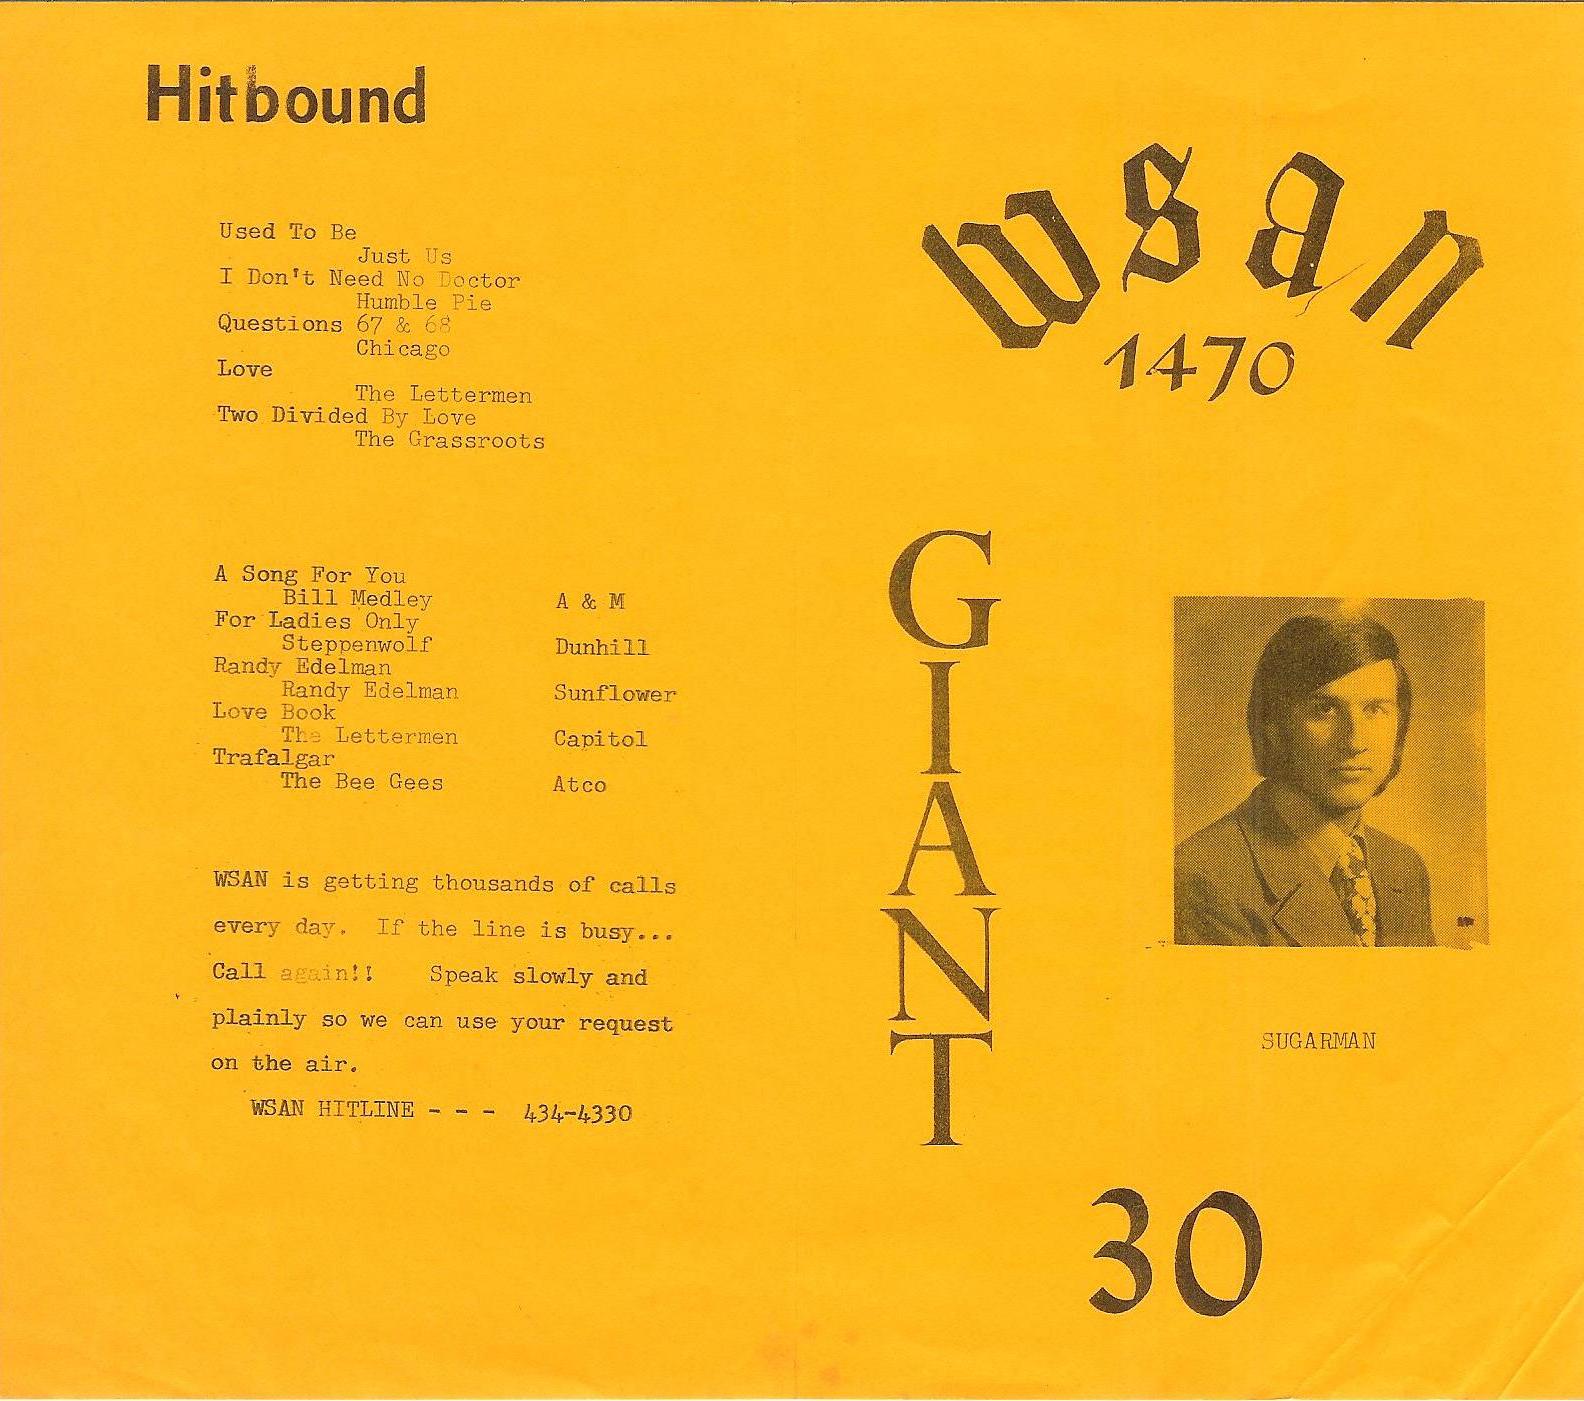 Hitbound
Used To Be
Just Us
I Don't Need No Doctor
Humble Pie
Questions 67 & 68
Chicago
Love
The Lettermen
Two Divided By Love
The Grassroots
A Song For You
Bill Medley A & M
For Ladies Only
Steppenwolf Dunhill
Randy Edelman
Randy Edelman Sunflower
Love Book
The Lettermen Capitol
Trafalgar
The Bee Gees Atco
WSAN is getting thousands of calls
every day. If the line is busy...
Call again!! Speak slowly and
plainly so we can use your request
on the air.
WSAN HITLINE - - - 434-4330
wsan
1470
GIANT
SUGARMAN
30